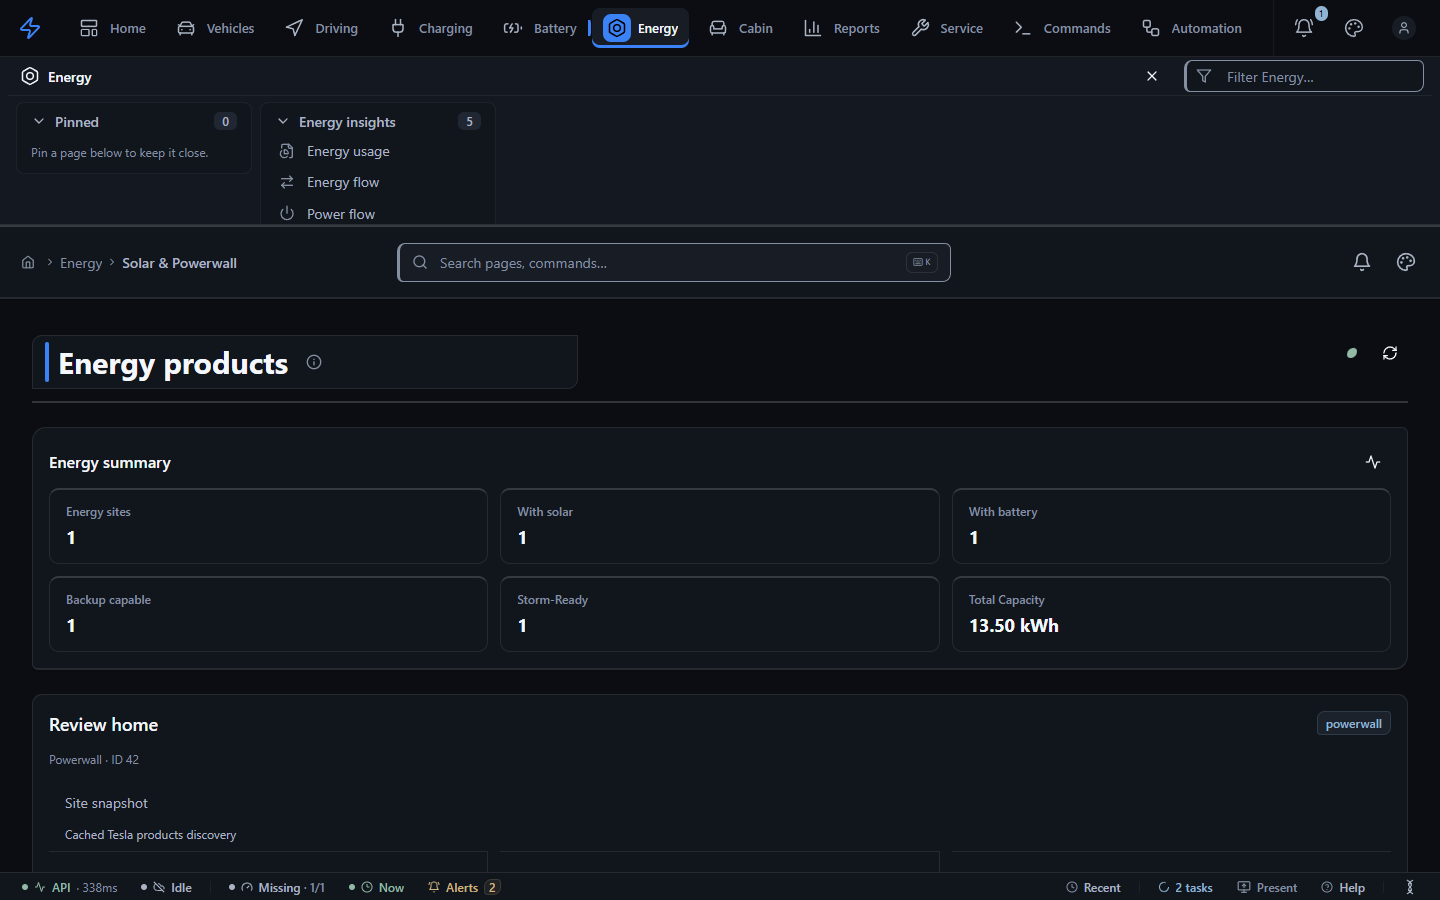 Home Vehicles Driving Charging Battery Energy Cabin Reports Service Commands Automation 1
Energy Filter Energy...
Pinned 0
Pin a page below to keep it close.
Energy insights 5
Energy usage
Energy flow
Power flow
Energy Solar & Powerwall Search pages, commands... K
Energy products
Energy summary
Energy sites
1
With solar
1
With battery
1
Backup capable
1
Storm-Ready
1
Total Capacity
13.50 kWh
Review home powerwall
Powerwall · ID 42
Site snapshot
Cached Tesla products discovery
API · 338ms Idle Missing · 1/1 Now Alerts 2 Recent 2 tasks Present Help